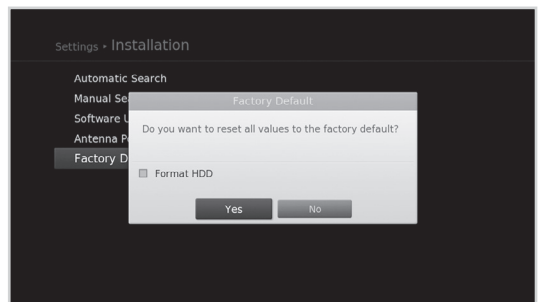 Settings ▸ Installation
Automatic Search
Manual Se
Software U
Antenna P
Factory D
Factory Default
Do you want to reset all values to the factory default?
Format HDD
Yes
No